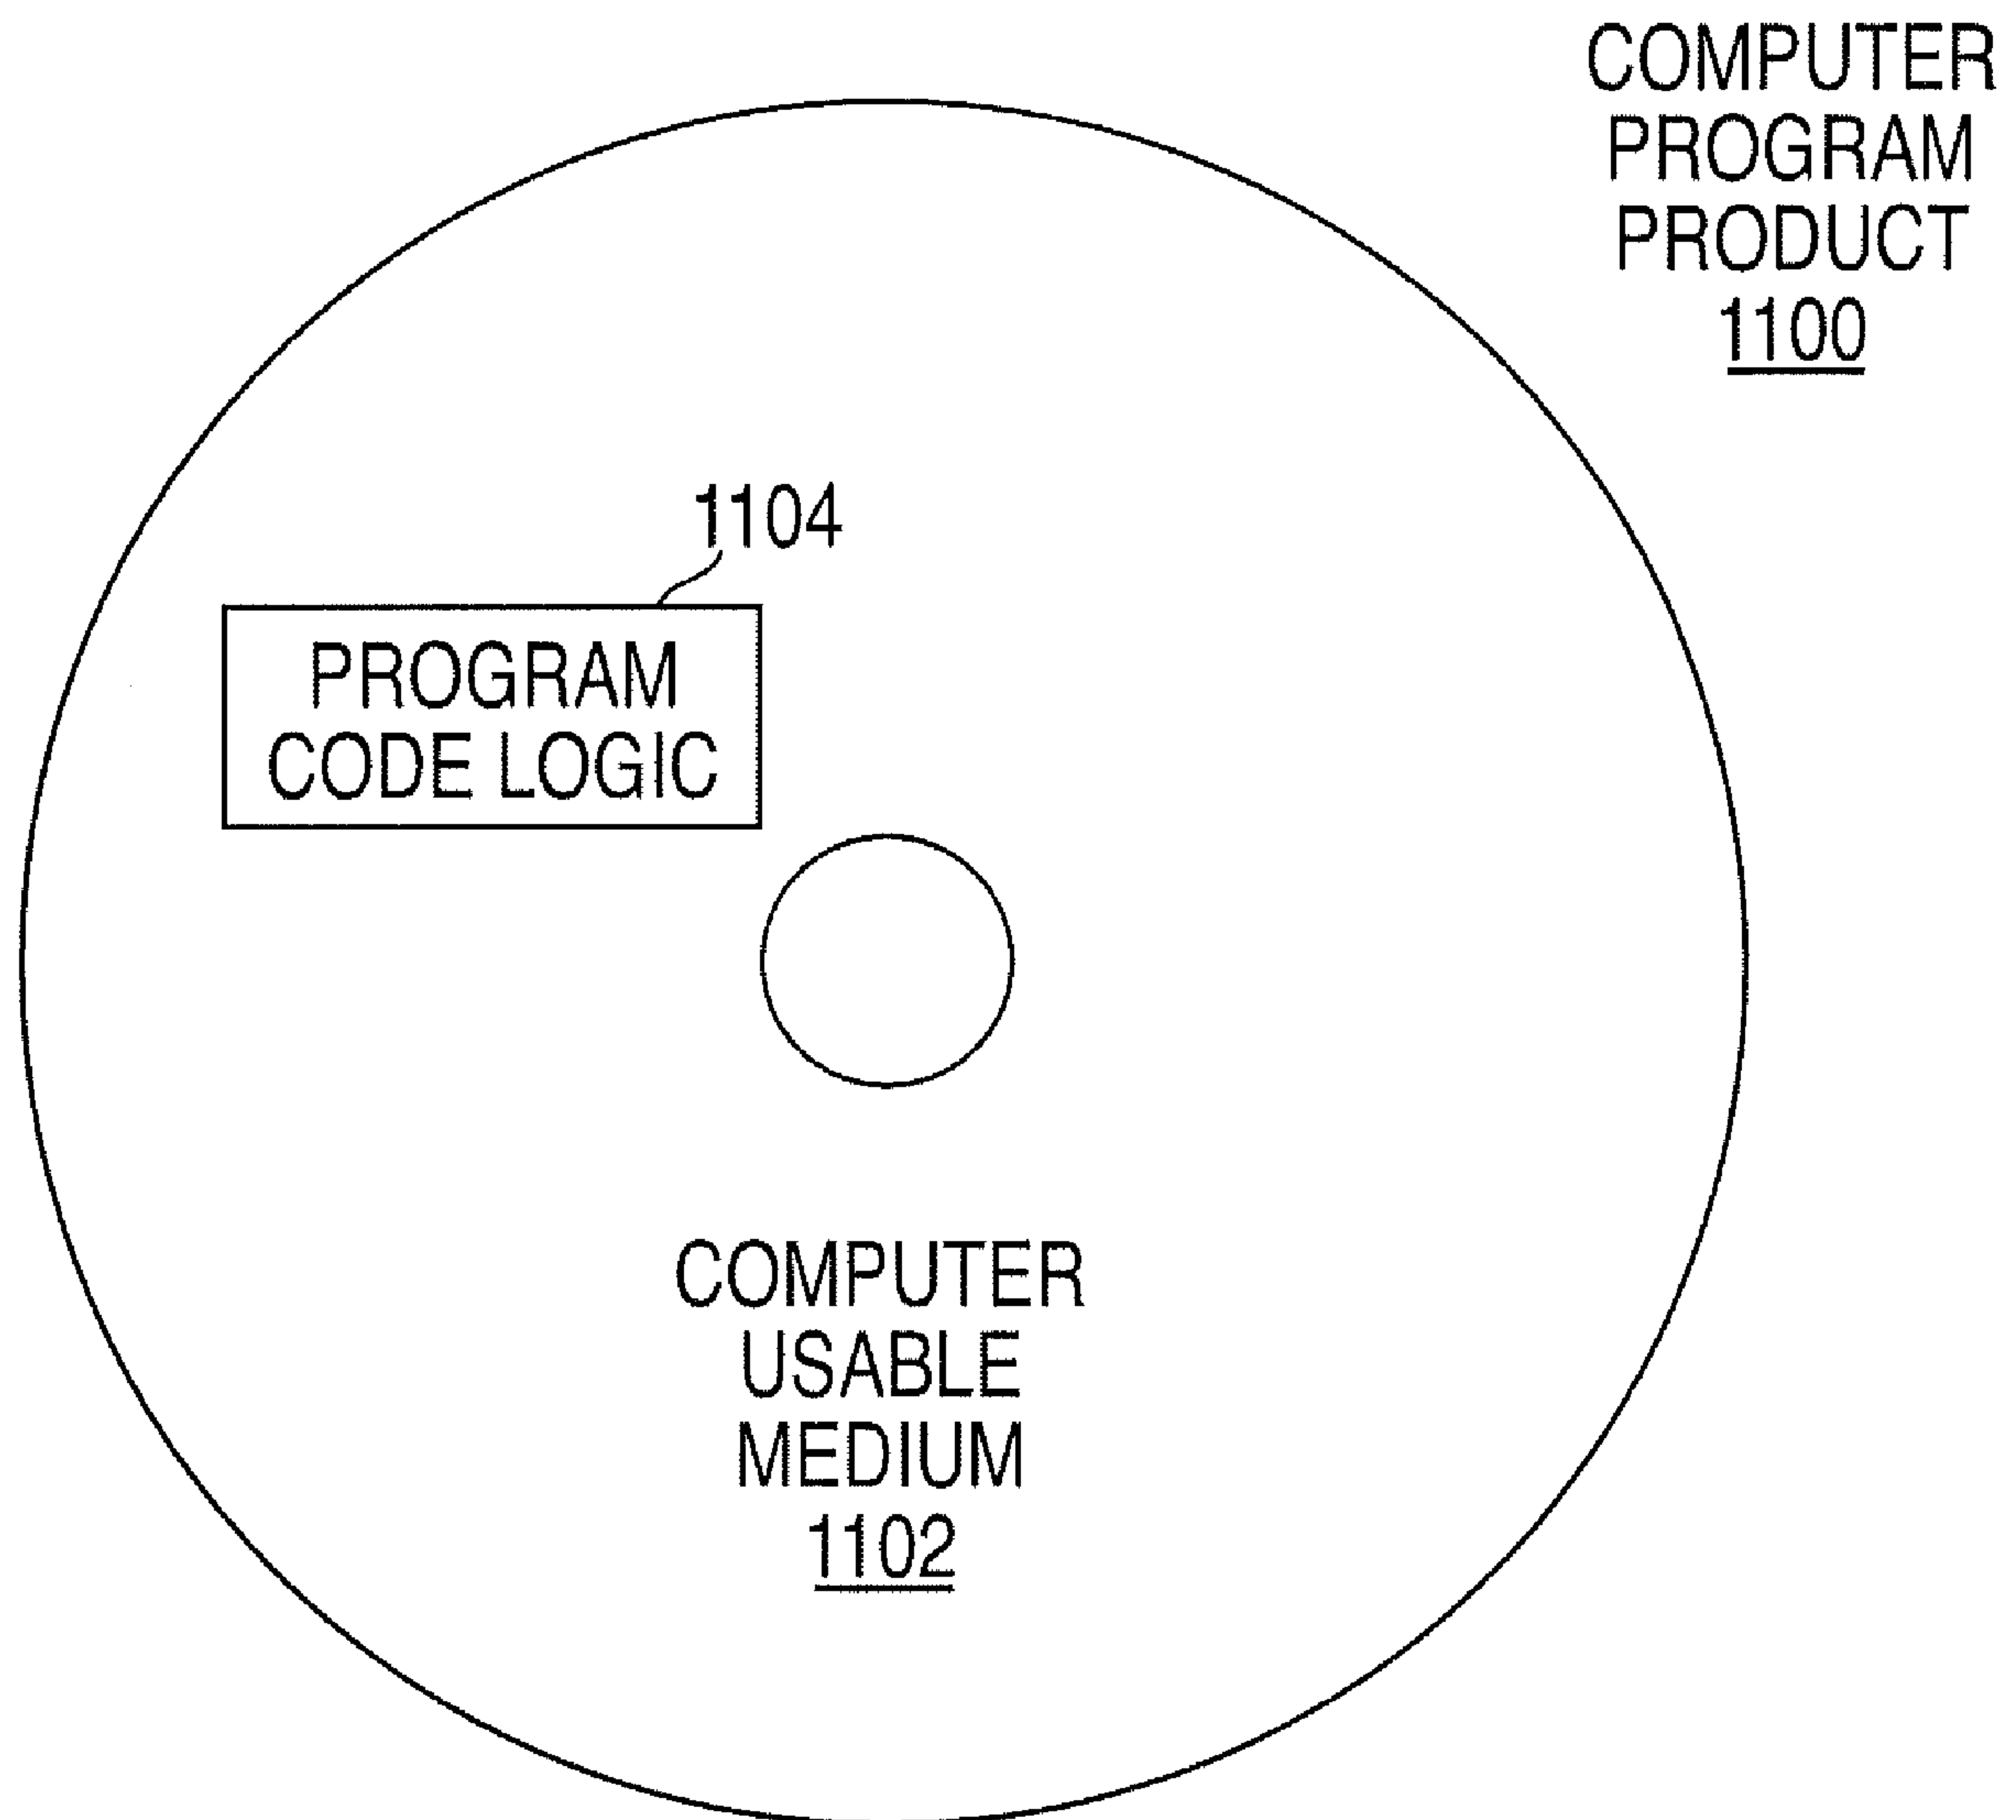 COMPUTER
PROGRAM
PRODUCT
1100
1104
PROGRAM
CODE LOGIC
COMPUTER
USABLE
MEDIUM
1102